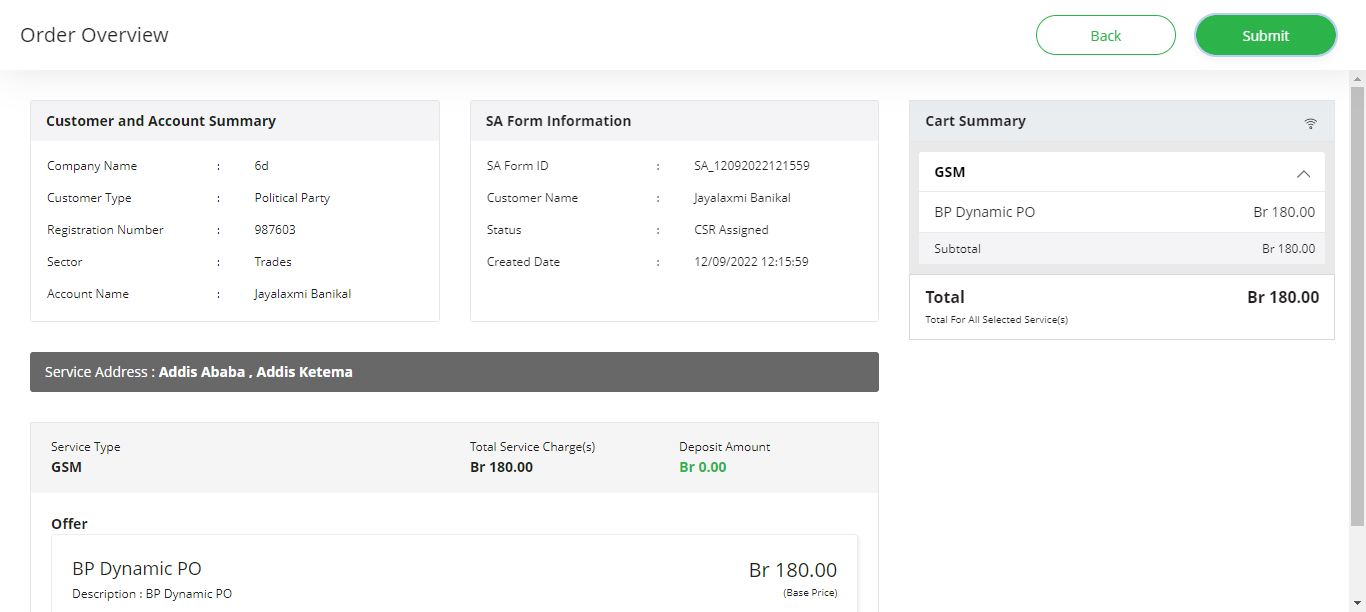 Order Overview
Back
Submit
Customer and Account Summary
Company Name : 6d
Customer Type : Political Party
Registration Number : 987603
Sector : Trades
Account Name : Jayalaxmi Banikal
SA Form Information
SA Form ID : SA_12092022121559
Customer Name : Jayalaxmi Banikal
Status : CSR Assigned
Created Date : 12/09/2022 12:15:59
Cart Summary
GSM
BP Dynamic PO Br 180.00
Subtotal Br 180.00
Total Br 180.00
Total For All Selected Service(s)
Service Address : Addis Ababa , Addis Ketema
Service Type Total Service Charge(s) Deposit Amount
GSM Br 180.00 Br 0.00
Offer
BP Dynamic PO Br 180.00
Description : BP Dynamic PO (Base Price)